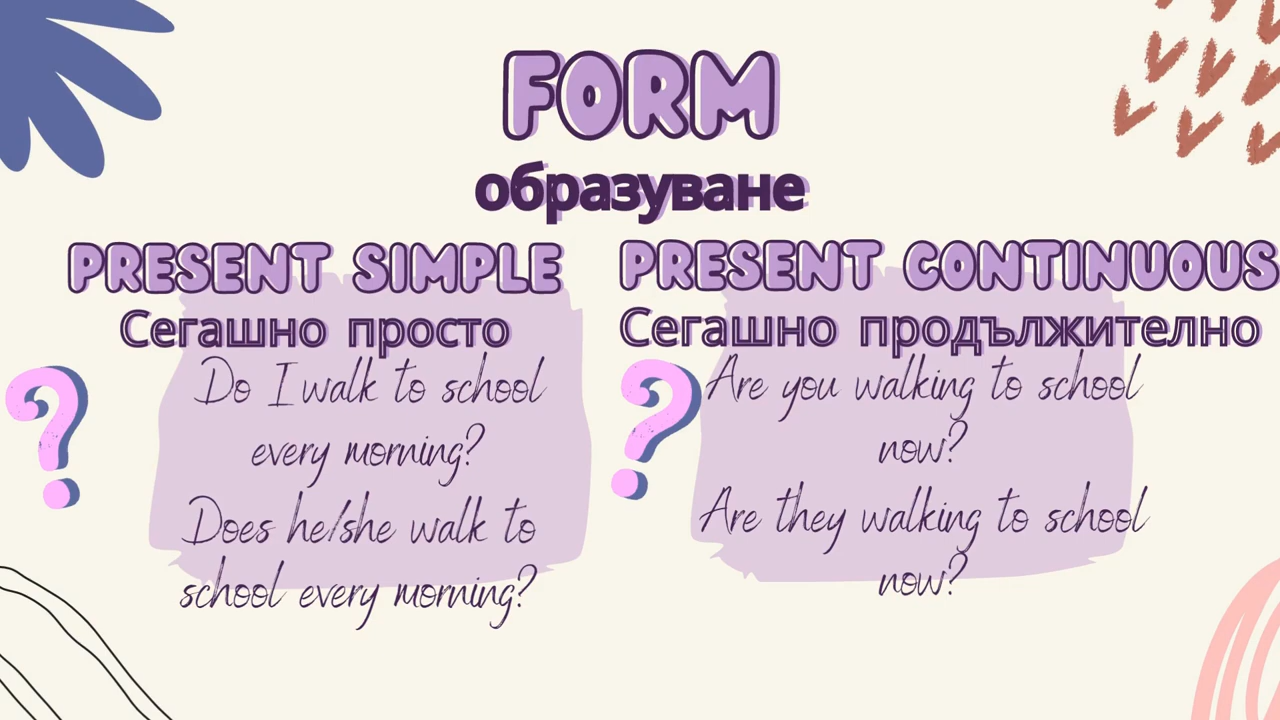 FORM
образуване
PRESENT SIMPLE
Сегашно просто
?
Do I walk to school
every morning?
Does he/she walk to
school every morning?
PRESENT CONTINUOUS
Сегашно продължително
?
Are you walking to school
now?
Are they walking to school
now?